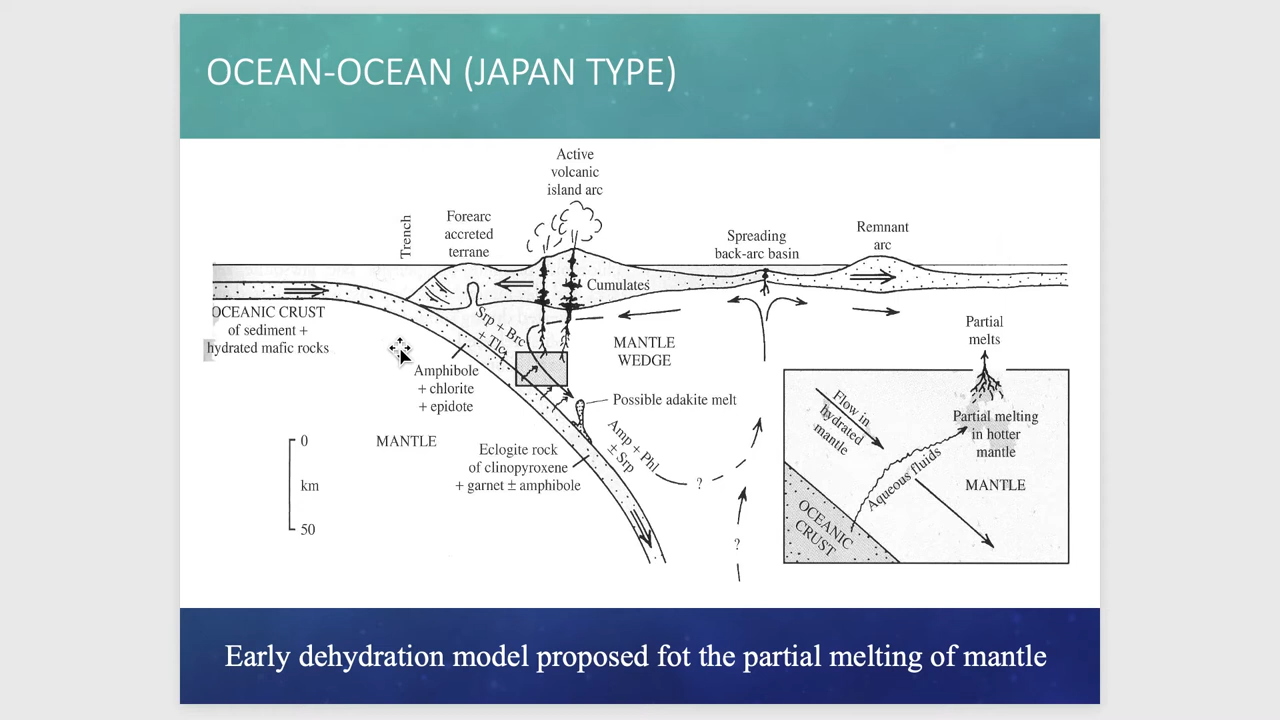 OCEAN-OCEAN (JAPAN TYPE)
Active
volcanic
island arc
Trench
Forearc
accreted
terrane
Spreading
back-arc basin
Remnant
arc
Cumulates
OCEANIC CRUST
of sediment +
hydrated mafic rocks
Srp + Brc
+ Tlc
MANTLE
WEDGE
Partial
melts
Amphibole
+ chlorite
+ epidote
Possible adakite melt
Flow in
hydrated
mantle
Partial melting
in hotter
mantle
Aqueous fluids
MANTLE
OCEANIC
CRUST
MANTLE
Amp + Phl
± Srp
Eclogite rock
of clinopyroxene
+ garnet ± amphibole
?
?
0
km
50
Early dehydration model proposed fot the partial melting of mantle